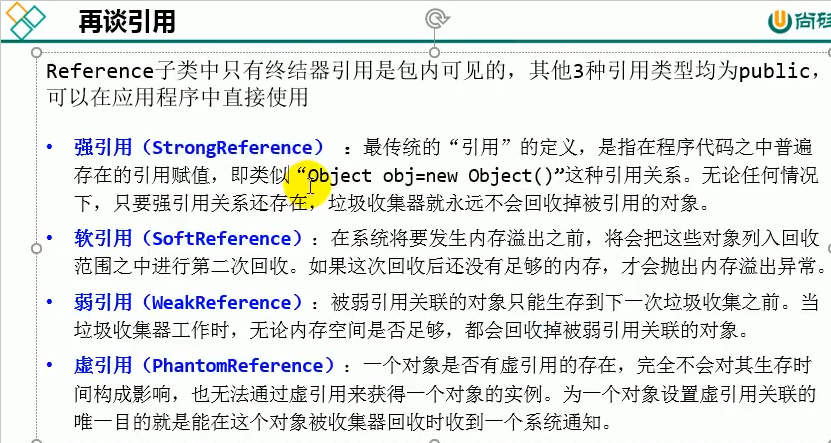 再谈引用
尚硅
Reference子类中只有终结器引用是包内可见的，其他3种引用类型均为public，
可以在应用程序中直接使用
• 强引用（StrongReference） ：最传统的“引用”的定义，是指在程序代码之中普遍
存在的引用赋值，即类似“Object obj=new Object()”这种引用关系。无论任何情况
下，只要强引用关系还存在，垃圾收集器就永远不会回收掉被引用的对象。
• 软引用（SoftReference）：在系统将要发生内存溢出之前，将会把这些对象列入回收
范围之中进行第二次回收。如果这次回收后还没有足够的内存，才会抛出内存溢出异常。
• 弱引用（WeakReference）：被弱引用关联的对象只能生存到下一次垃圾收集之前。当
垃圾收集器工作时，无论内存空间是否足够，都会回收掉被弱引用关联的对象。
• 虚引用（PhantomReference）：一个对象是否有虚引用的存在，完全不会对其生存时
间构成影响，也无法通过虚引用来获得一个对象的实例。为一个对象设置虚引用关联的
唯一目的就是能在这个对象被收集器回收时收到一个系统通知。